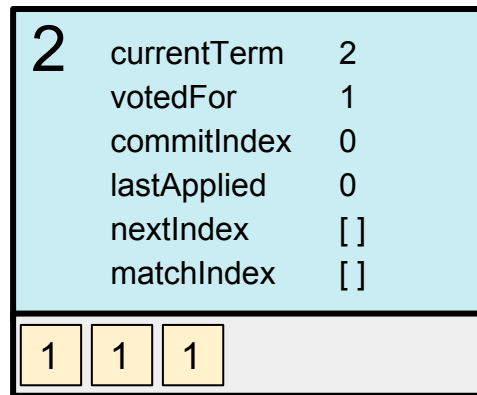 2
currentTerm 2
votedFor 1
commitIndex 0
lastApplied 0
nextIndex [ ]
matchIndex [ ]
1 1 1